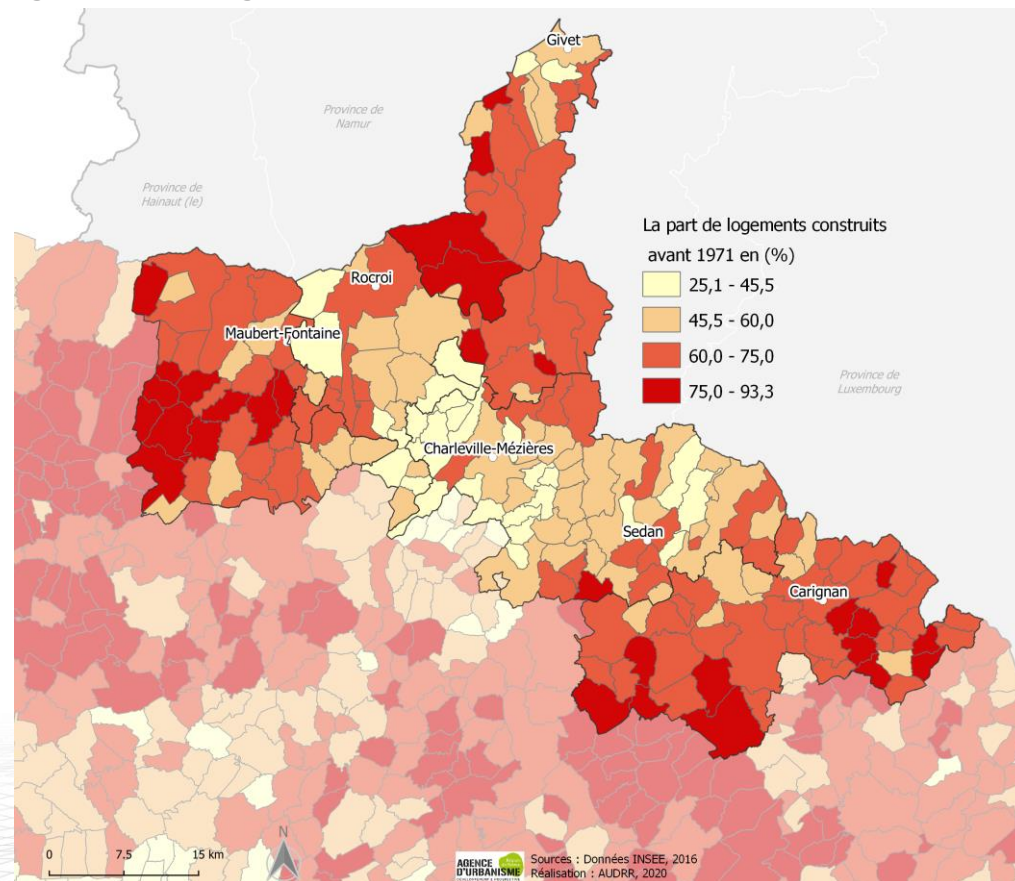 Givet
Province de
Namur
Province de
Hainaut (le)
La part de logements construits
avant 1971 en (%)
25,1 - 45,5
45,5 - 60,0
60,0 - 75,0
75,0 - 93,3
Rocroi
Maubert-Fontaine
Province de
Luxembourg
Charleville-Mézières
Sedan
Carignan
0 7.5 15 km
N
AGENCE
D'URBANISME
Sources : Données INSEE, 2016
Réalisation : AUDRR, 2020